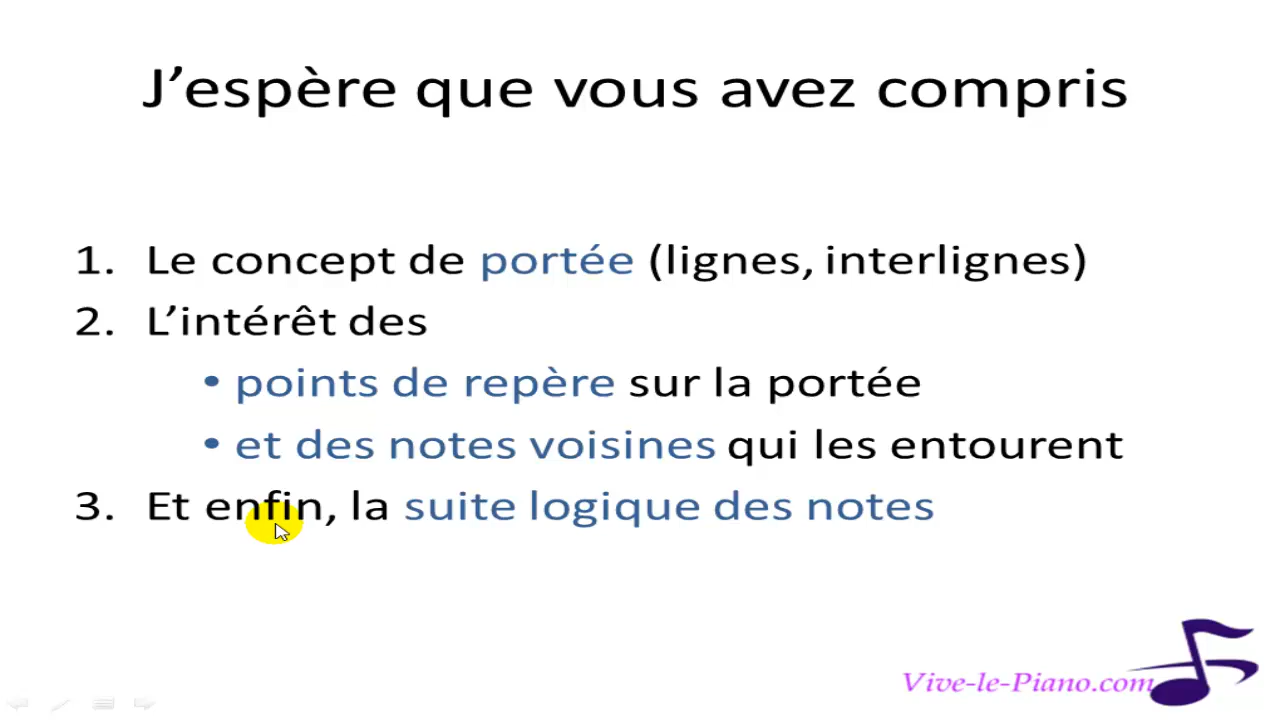 J’espère que vous avez compris
1. Le concept de portée (lignes, interlignes)
2. L’intérêt des
• points de repère sur la portée
• et des notes voisines qui les entourent
3. Et enfin, la suite logique des notes
Vive-le-Piano.com